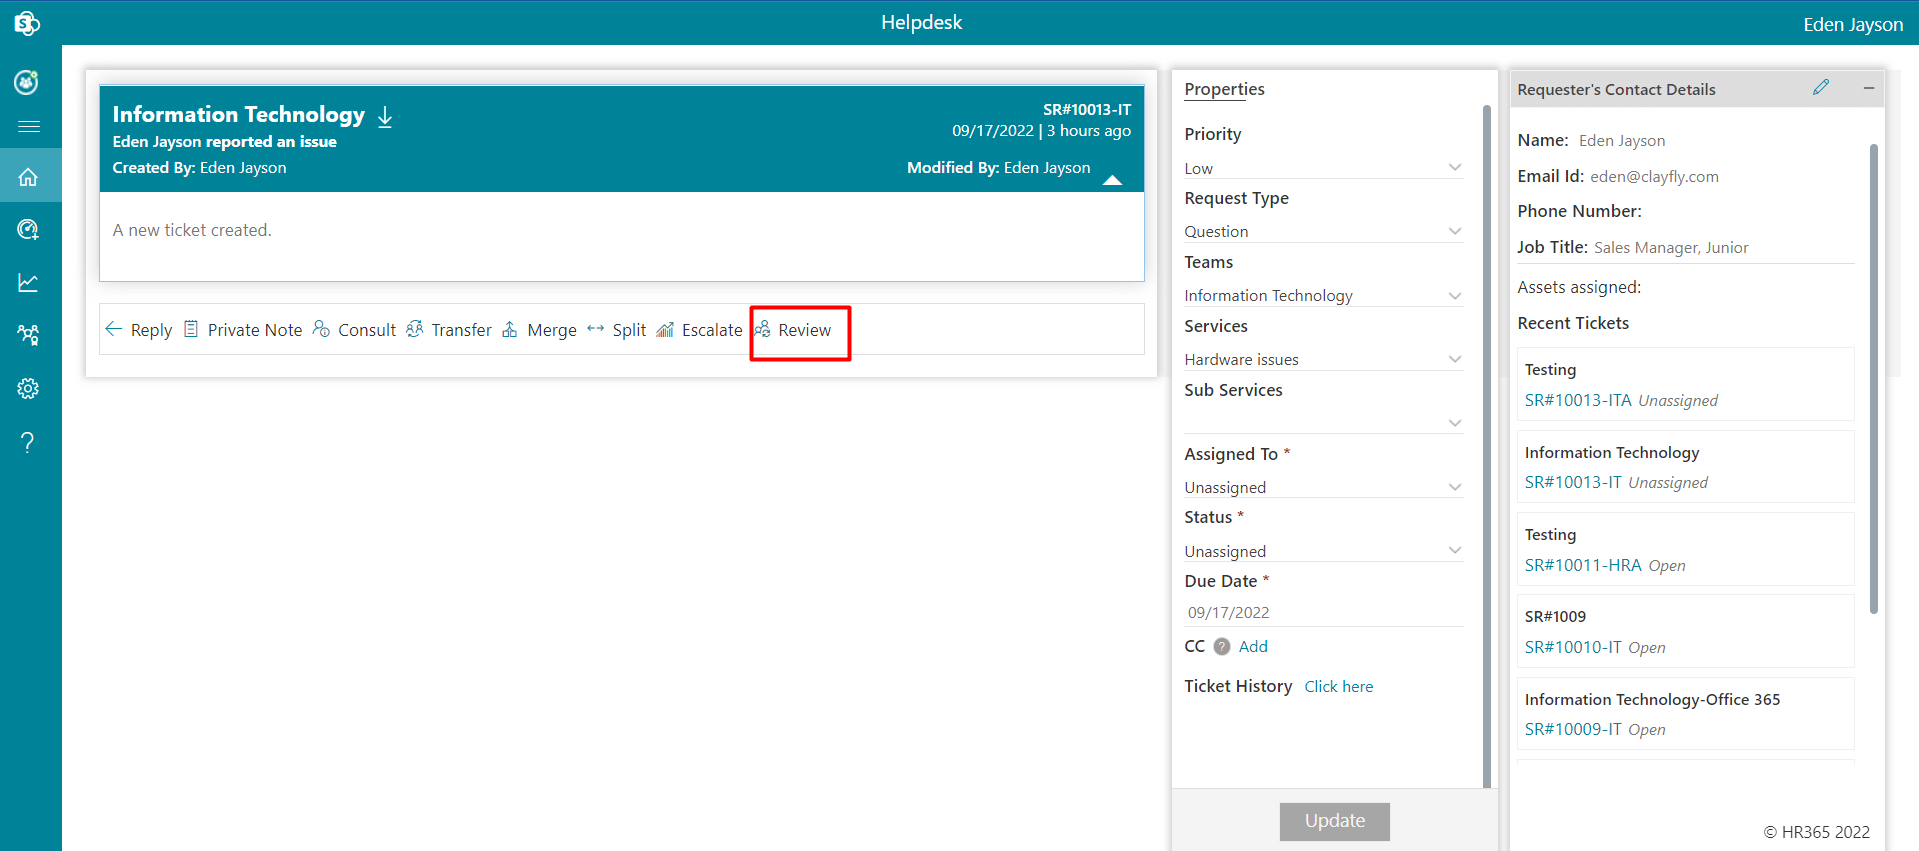 Helpdesk
Eden Jayson
Information Technology
SR#10013-IT
Eden Jayson reported an issue
09/17/2022 | 3 hours ago
Created By: Eden Jayson
Modified By: Eden Jayson
A new ticket created.
Reply Private Note Consult Transfer Merge Split Escalate Review
Properties
Priority
Low
Request Type
Question
Teams
Information Technology
Services
Hardware issues
Sub Services
Assigned To *
Unassigned
Status *
Unassigned
Due Date *
09/17/2022
CC ? Add
Ticket History Click here
Update
Requester's Contact Details
Name: Eden Jayson
Email Id: eden@clayfly.com
Phone Number:
Job Title: Sales Manager, Junior
Assets assigned:
Recent Tickets
Testing
SR#10013-ITA Unassigned
Information Technology
SR#10013-IT Unassigned
Testing
SR#10011-HRA Open
SR#1009
SR#10010-IT Open
Information Technology-Office 365
SR#10009-IT Open
© HR365 2022